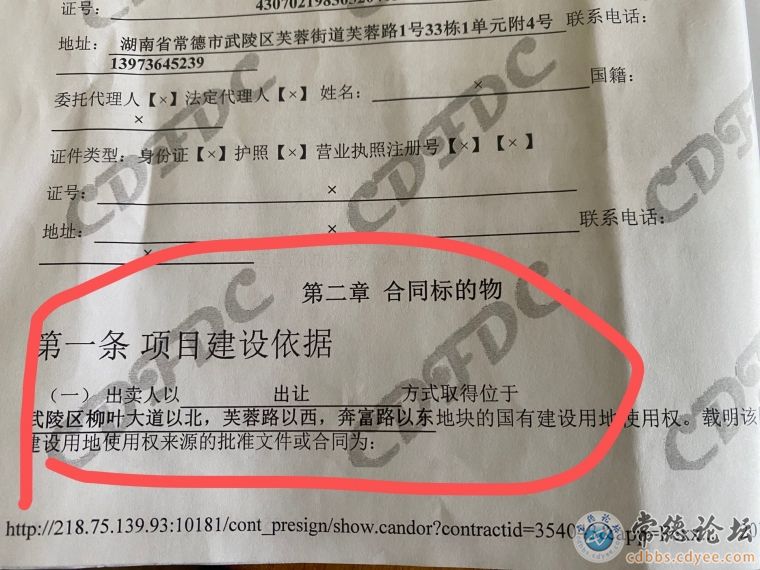 证号：
地址：湖南省常德市武陵区芙蓉街道芙蓉路1号33栋1单元附4号 联系电话：
13973645239
委托代理人【×】法定代理人【×】 姓名： × 国籍：
×
证件类型：身份证【×】护照【×】营业执照注册号【×】【 × 】
证号： ×
地址： × 联系电话：
×
第二章 合同标的物
第一条 项目建设依据
（一） 出卖人以 出让 方式取得位于
武陵区柳叶大道以北，芙蓉路以西，奔富路以东地块的国有建设用地使用权。载明该
建设用地使用权来源的批准文件或合同为：
http://218.75.139.93:10181/cont_presign/show.candor?contractid=3540
常德论坛
cdbbs.cdyee.com
CDFDC
CDFDC
CDFDC
CDFDC
CDFDC
CDFDC